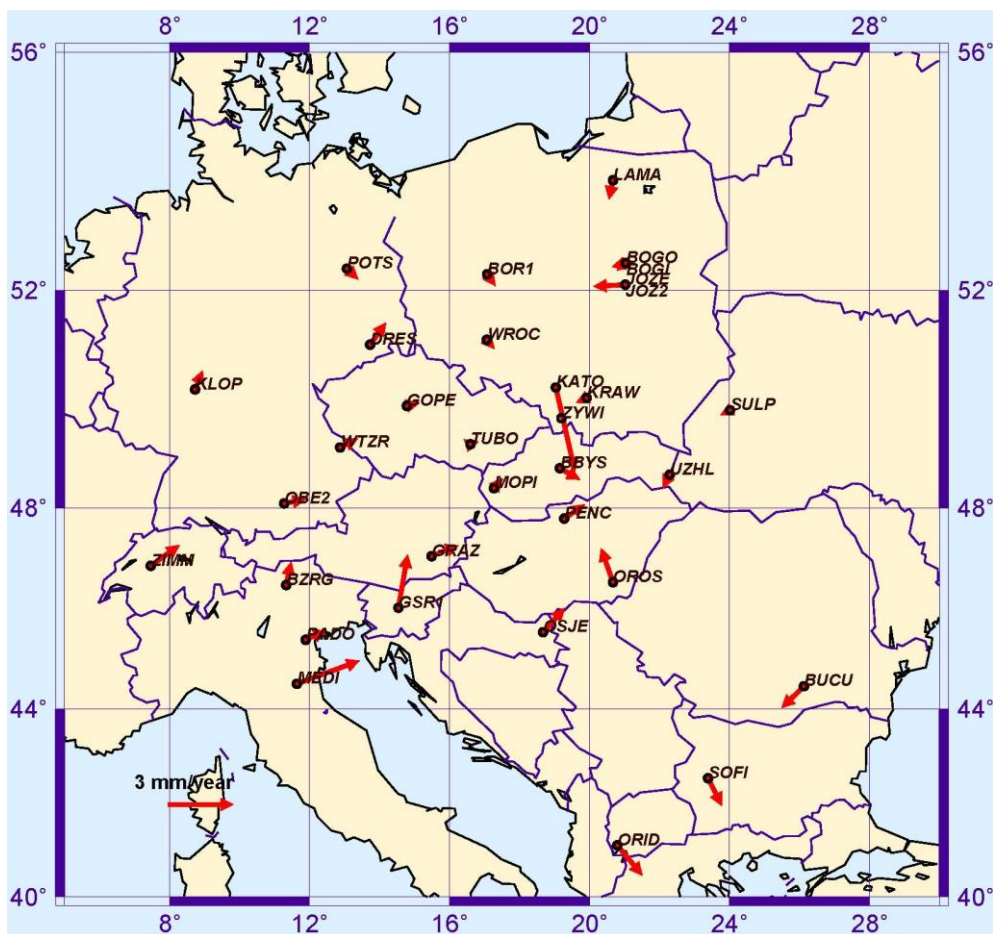 8° 12° 16° 20° 24° 28°
56° 56°
LAMA
BOGO
POTS BOR1 BOGI
JOZE
52° JOZ2 52°
DRES WROC
KLOP KATO KRAW
GOPE ZYWI SULP
WTZR TUBO BBYS UZHL
MOPI
OBE2 PENC
48° 48°
ZIMM GRAZ
BZRG OROS
GSR1
PADO OSJE
MEDI BUCU
44° 44°
SOFI
3 mm/year
ORID
40° 40°
8° 12° 16° 20° 24° 28°